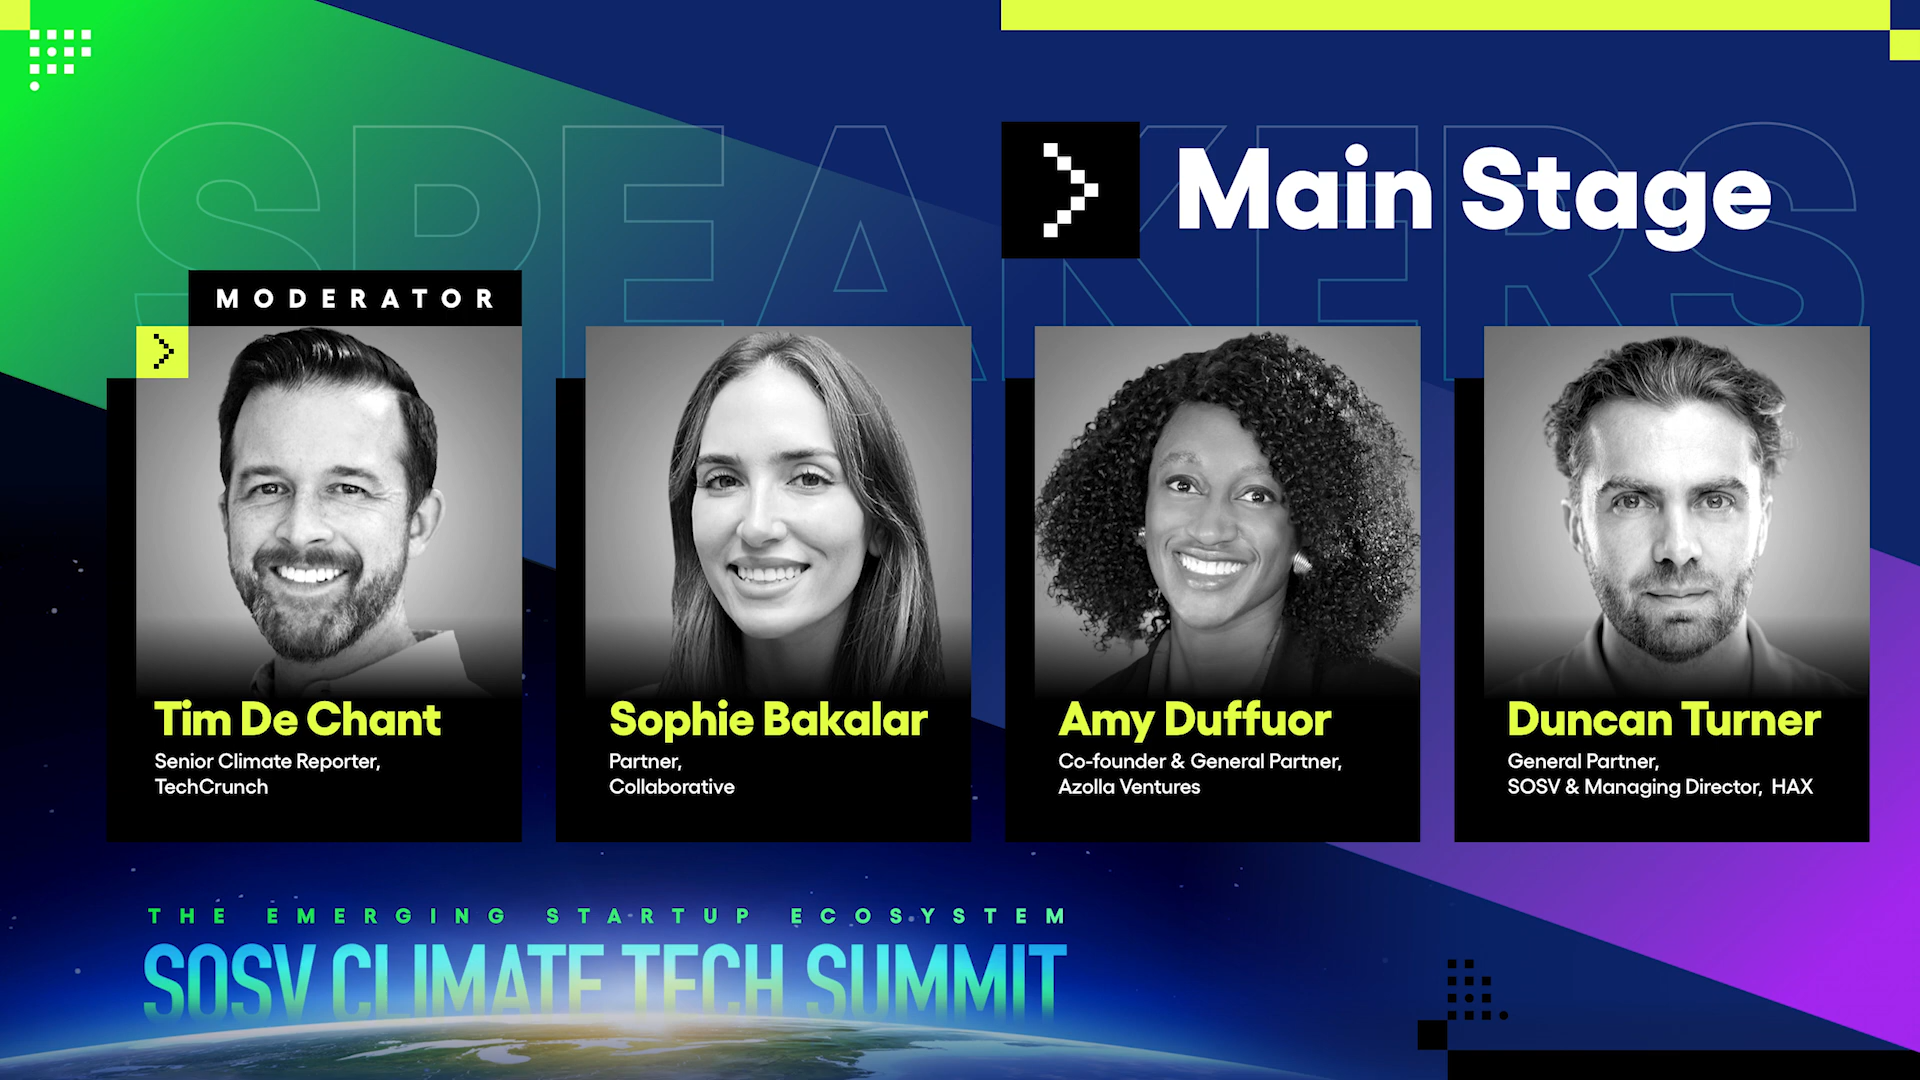 SPEAKERS
Main Stage
MODERATOR
Tim De Chant
Senior Climate Reporter,
TechCrunch
Sophie Bakalar
Partner,
Collaborative
Amy Duffuor
Co-founder & General Partner,
Azolla Ventures
Duncan Turner
General Partner,
SOSV & Managing Director, HAX
THE EMERGING STARTUP ECOSYSTEM
SOSV CLIMATE TECH SUMMIT